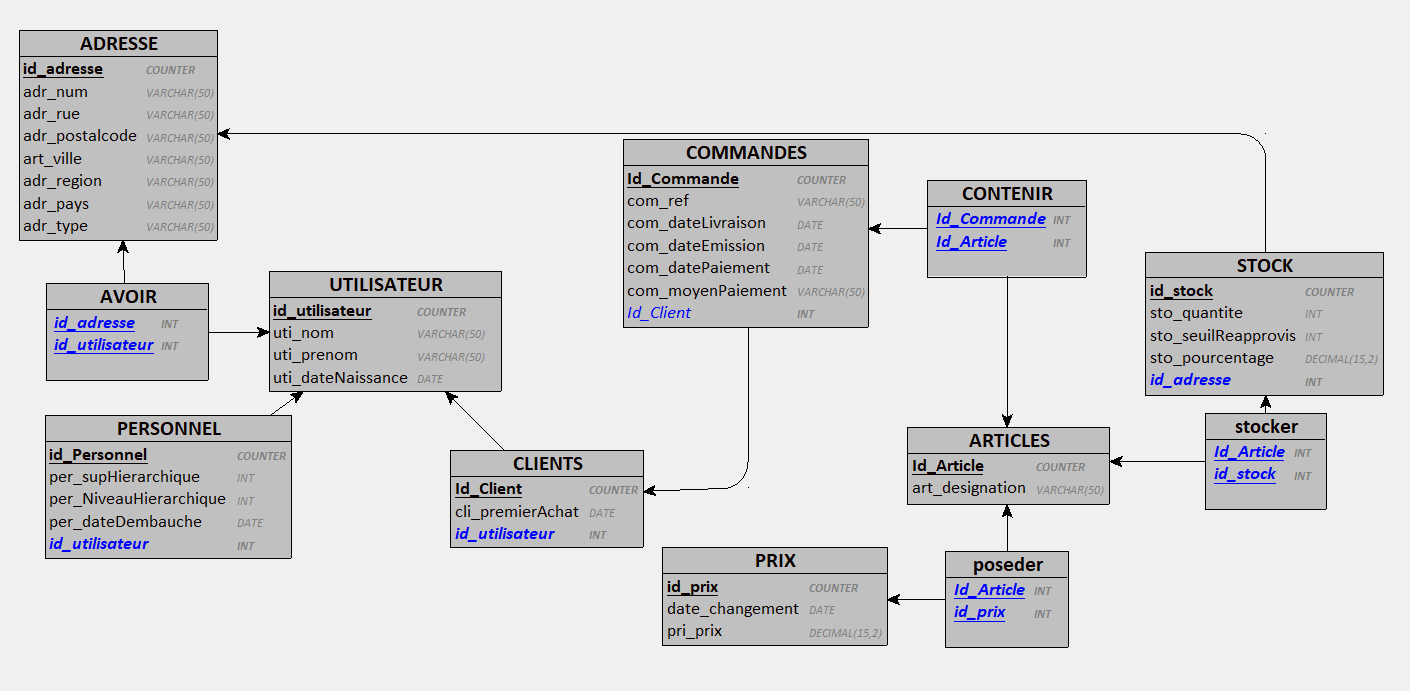 ADRESSE
id_adresse COUNTER
adr_num VARCHAR(50)
adr_rue VARCHAR(50)
adr_postalcode VARCHAR(50)
art_ville VARCHAR(50)
adr_region VARCHAR(50)
adr_pays VARCHAR(50)
adr_type VARCHAR(50)
COMMANDES
Id_Commande COUNTER
com_ref VARCHAR(50)
com_dateLivraison DATE
com_dateEmission DATE
com_datePaiement DATE
com_moyenPaiement VARCHAR(50)
Id_Client INT
CONTENIR
Id_Commande INT
Id_Article INT
STOCK
id_stock COUNTER
sto_quantite INT
sto_seuilReapprovis INT
sto_pourcentage DECIMAL(15,2)
id_adresse INT
AVOIR
id_adresse INT
id_utilisateur INT
UTILISATEUR
id_utilisateur COUNTER
uti_nom VARCHAR(50)
uti_prenom VARCHAR(50)
uti_dateNaissance DATE
PERSONNEL
id_Personnel COUNTER
per_supHierarchique INT
per_NiveauHierarchique INT
per_dateDembauche DATE
id_utilisateur INT
CLIENTS
Id_Client COUNTER
cli_premierAchat DATE
id_utilisateur INT
ARTICLES
Id_Article COUNTER
art_designation VARCHAR(50)
stocker
Id_Article INT
id_stock INT
PRIX
id_prix COUNTER
date_changement DATE
pri_prix DECIMAL(15,2)
poseder
Id_Article INT
id_prix INT